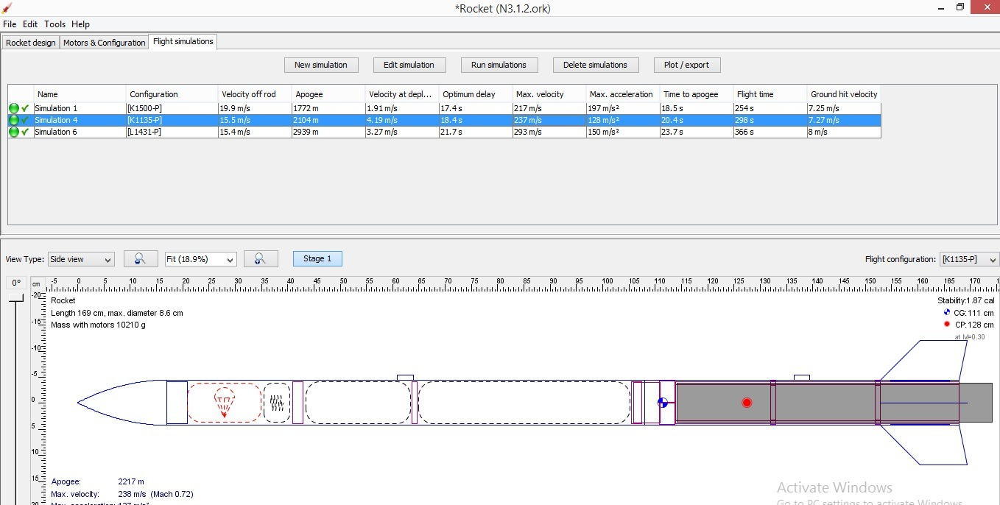 *Rocket (N3.1.2.ork)
File Edit Tools Help
Rocket design Motors & Configuration Flight simulations
New simulation Edit simulation Run simulations Delete simulations Plot / export
Name Configuration Velocity off rod Apogee Velocity at depl... Optimum delay Max. velocity Max. acceleration Time to apogee Flight time Ground hit velocity
Simulation 1 [K1500-P] 19.9 m/s 1772 m 1.91 m/s 17.4 s 217 m/s 197 m/s² 18.5 s 254 s 7.25 m/s
Simulation 4 [K1135-P] 15.5 m/s 2104 m 4.19 m/s 18.4 s 237 m/s 128 m/s² 20.4 s 298 s 7.27 m/s
Simulation 6 [L1431-P] 15.4 m/s 2939 m 3.27 m/s 21.7 s 293 m/s 150 m/s² 23.7 s 366 s 8 m/s
View Type: Side view Fit (18.9%) Stage 1 Flight configuration: [K1135-P]
0° cm -5 0 5 10 15 20 25 30 35 40 45 50 55 60 65 70 75 80 85 90 95 100 105 110 115 120 125 130 135 140 145 150 155 160 165 170
-20
Rocket Stability:1.87 cal
Length 169 cm, max. diameter 8.6 cm CG:111 cm
-15
Mass with motors 10210 g CP:128 cm
at M=0.30
-10
-5
0
5
10
15
Apogee: 2217 m
Activate Windows
Max. velocity: 238 m/s (Mach 0.72)
Go to PC settings to activate Windows.
20